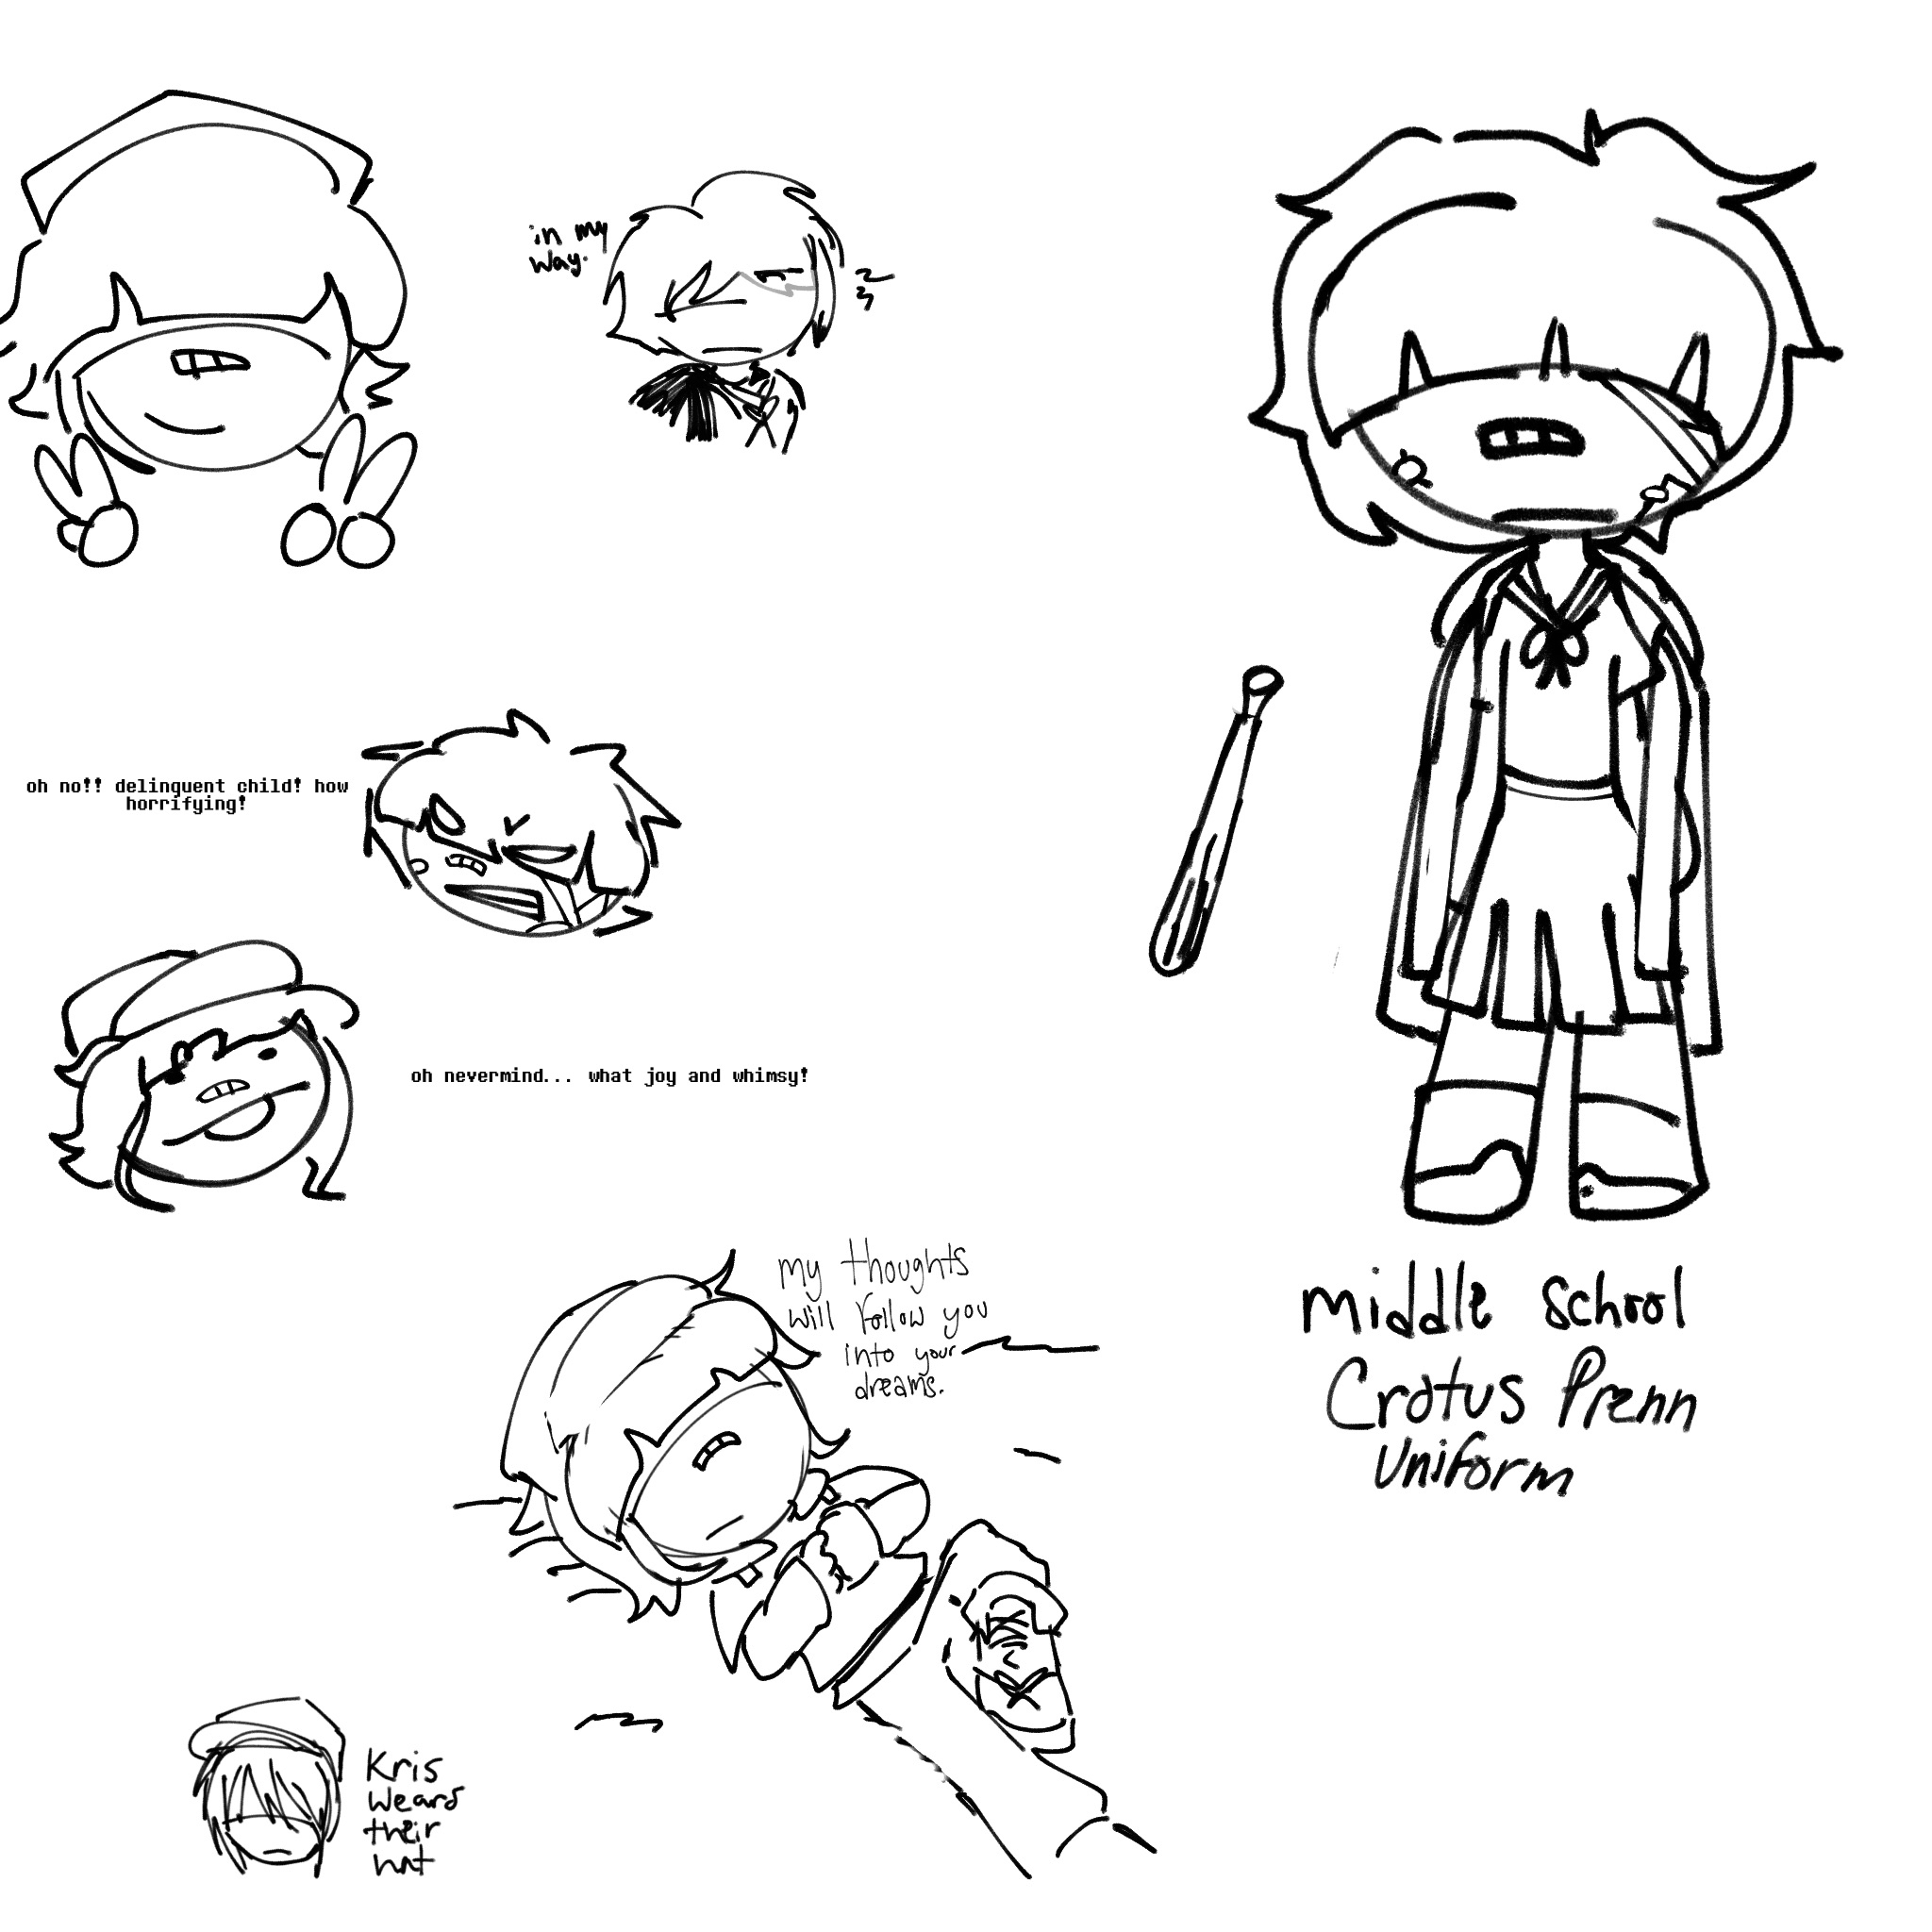 in my
way.
oh no!! delinquent child! how
horrifying!
oh nevermind... what joy and whimsy!
my thoughts
will follow you
into your
dreams.
Middle School
Crotus Prenn
Uniform
Kris
Weard
their
hat